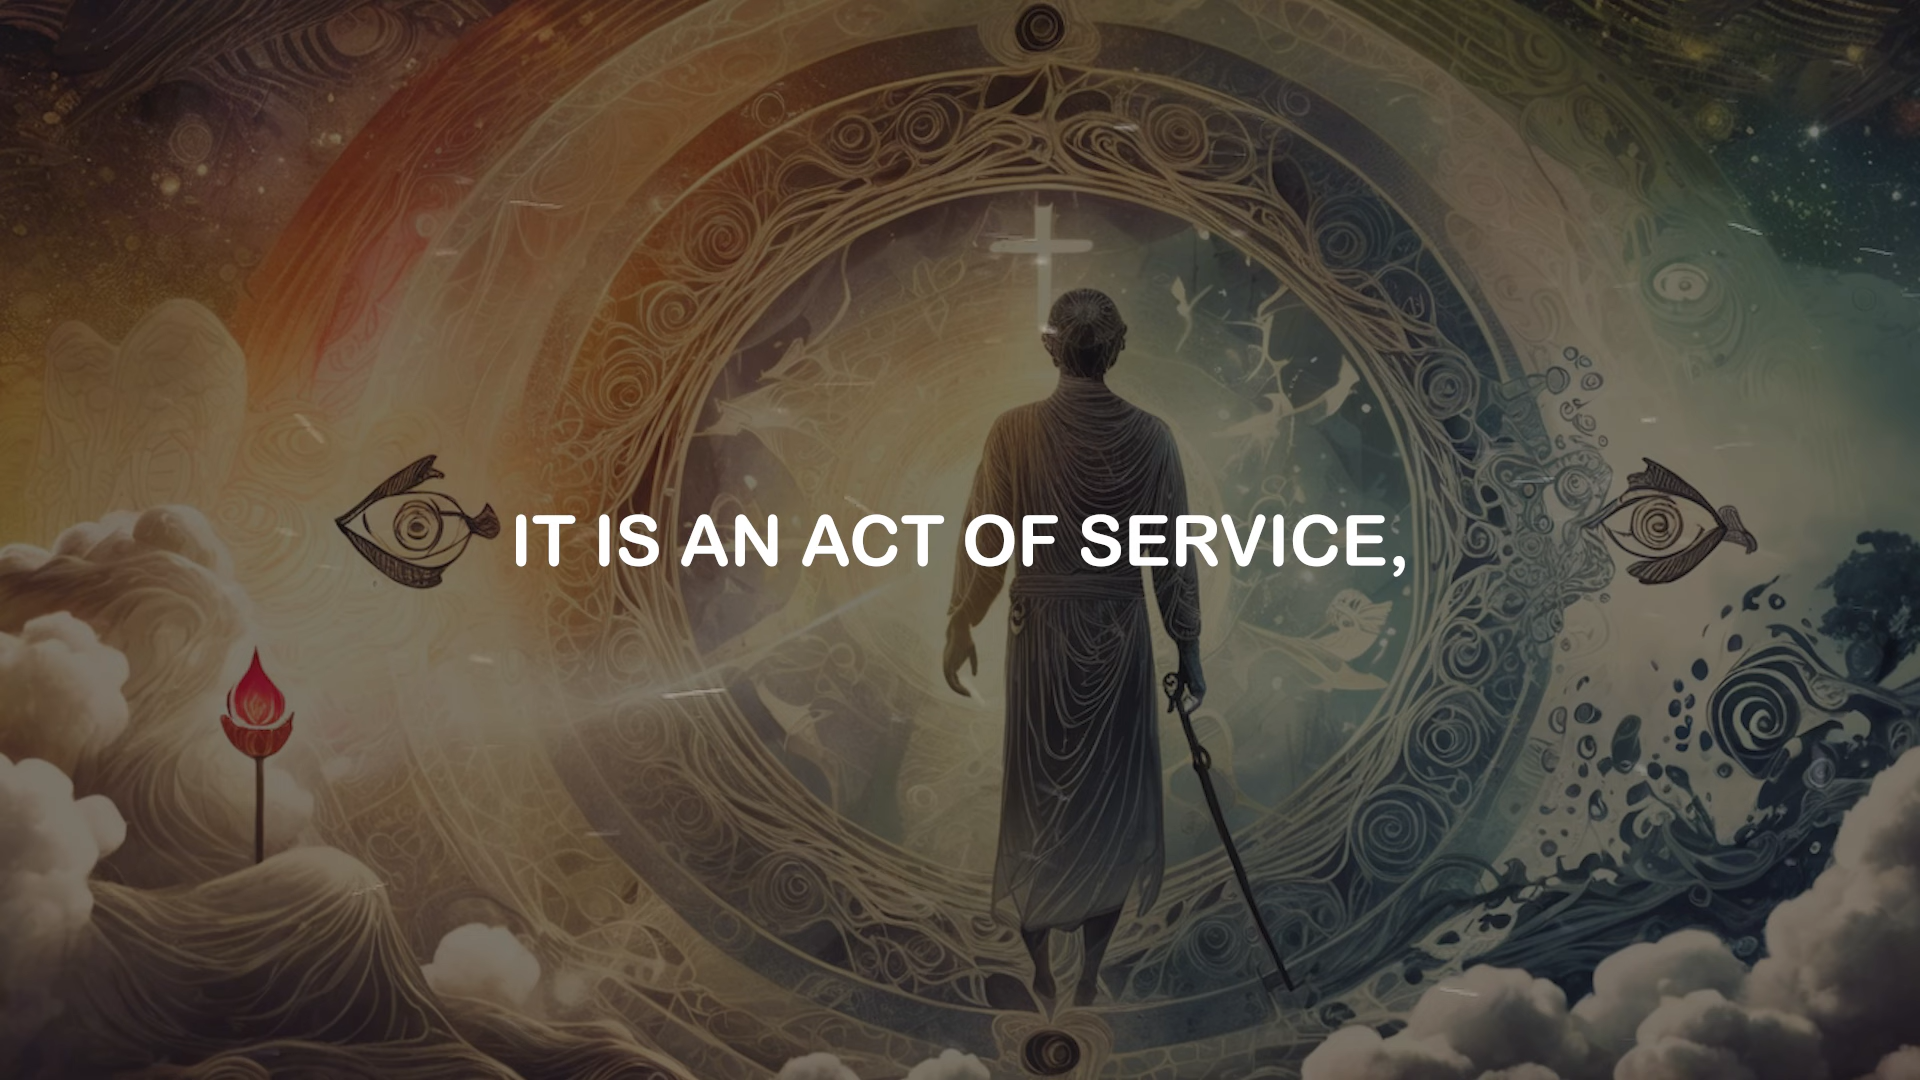 IT IS AN ACT OF SERVICE,